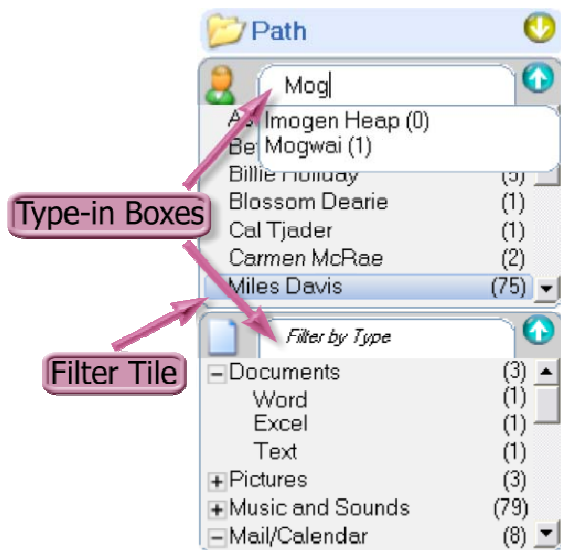 Path
Mog
Imogen Heap (0)
Mogwai (1)
Billie Holiday (5)
Blossom Dearie (1)
Cal Tjader (1)
Carmen McRae (2)
Miles Davis (75)
Type-in Boxes
Filter Tile
Filter by Type
Documents (3)
Word (1)
Excel (1)
Text (1)
Pictures (3)
Music and Sounds (79)
Mail/Calendar (8)